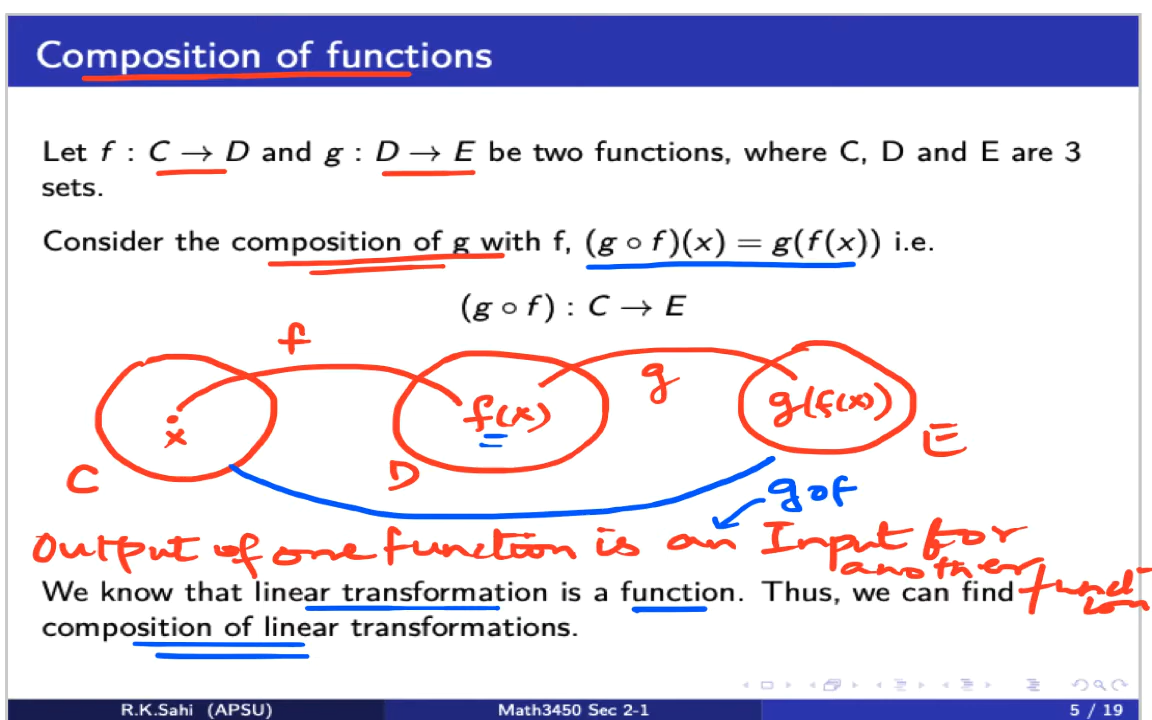 Composition of functions
Let f : C → D and g : D → E be two functions, where C, D and E are 3
sets.
Consider the composition of g with f, (g ∘ f)(x) = g(f(x)) i.e.
(g ∘ f) : C → E
f
g
x
f(x)
g(f(x))
C
D
E
gof
Output of one function is an Input for
another
function
We know that linear transformation is a function. Thus, we can find
composition of linear transformations.
R.K.Sahi (APSU)
Math3450 Sec 2-1
5 / 19